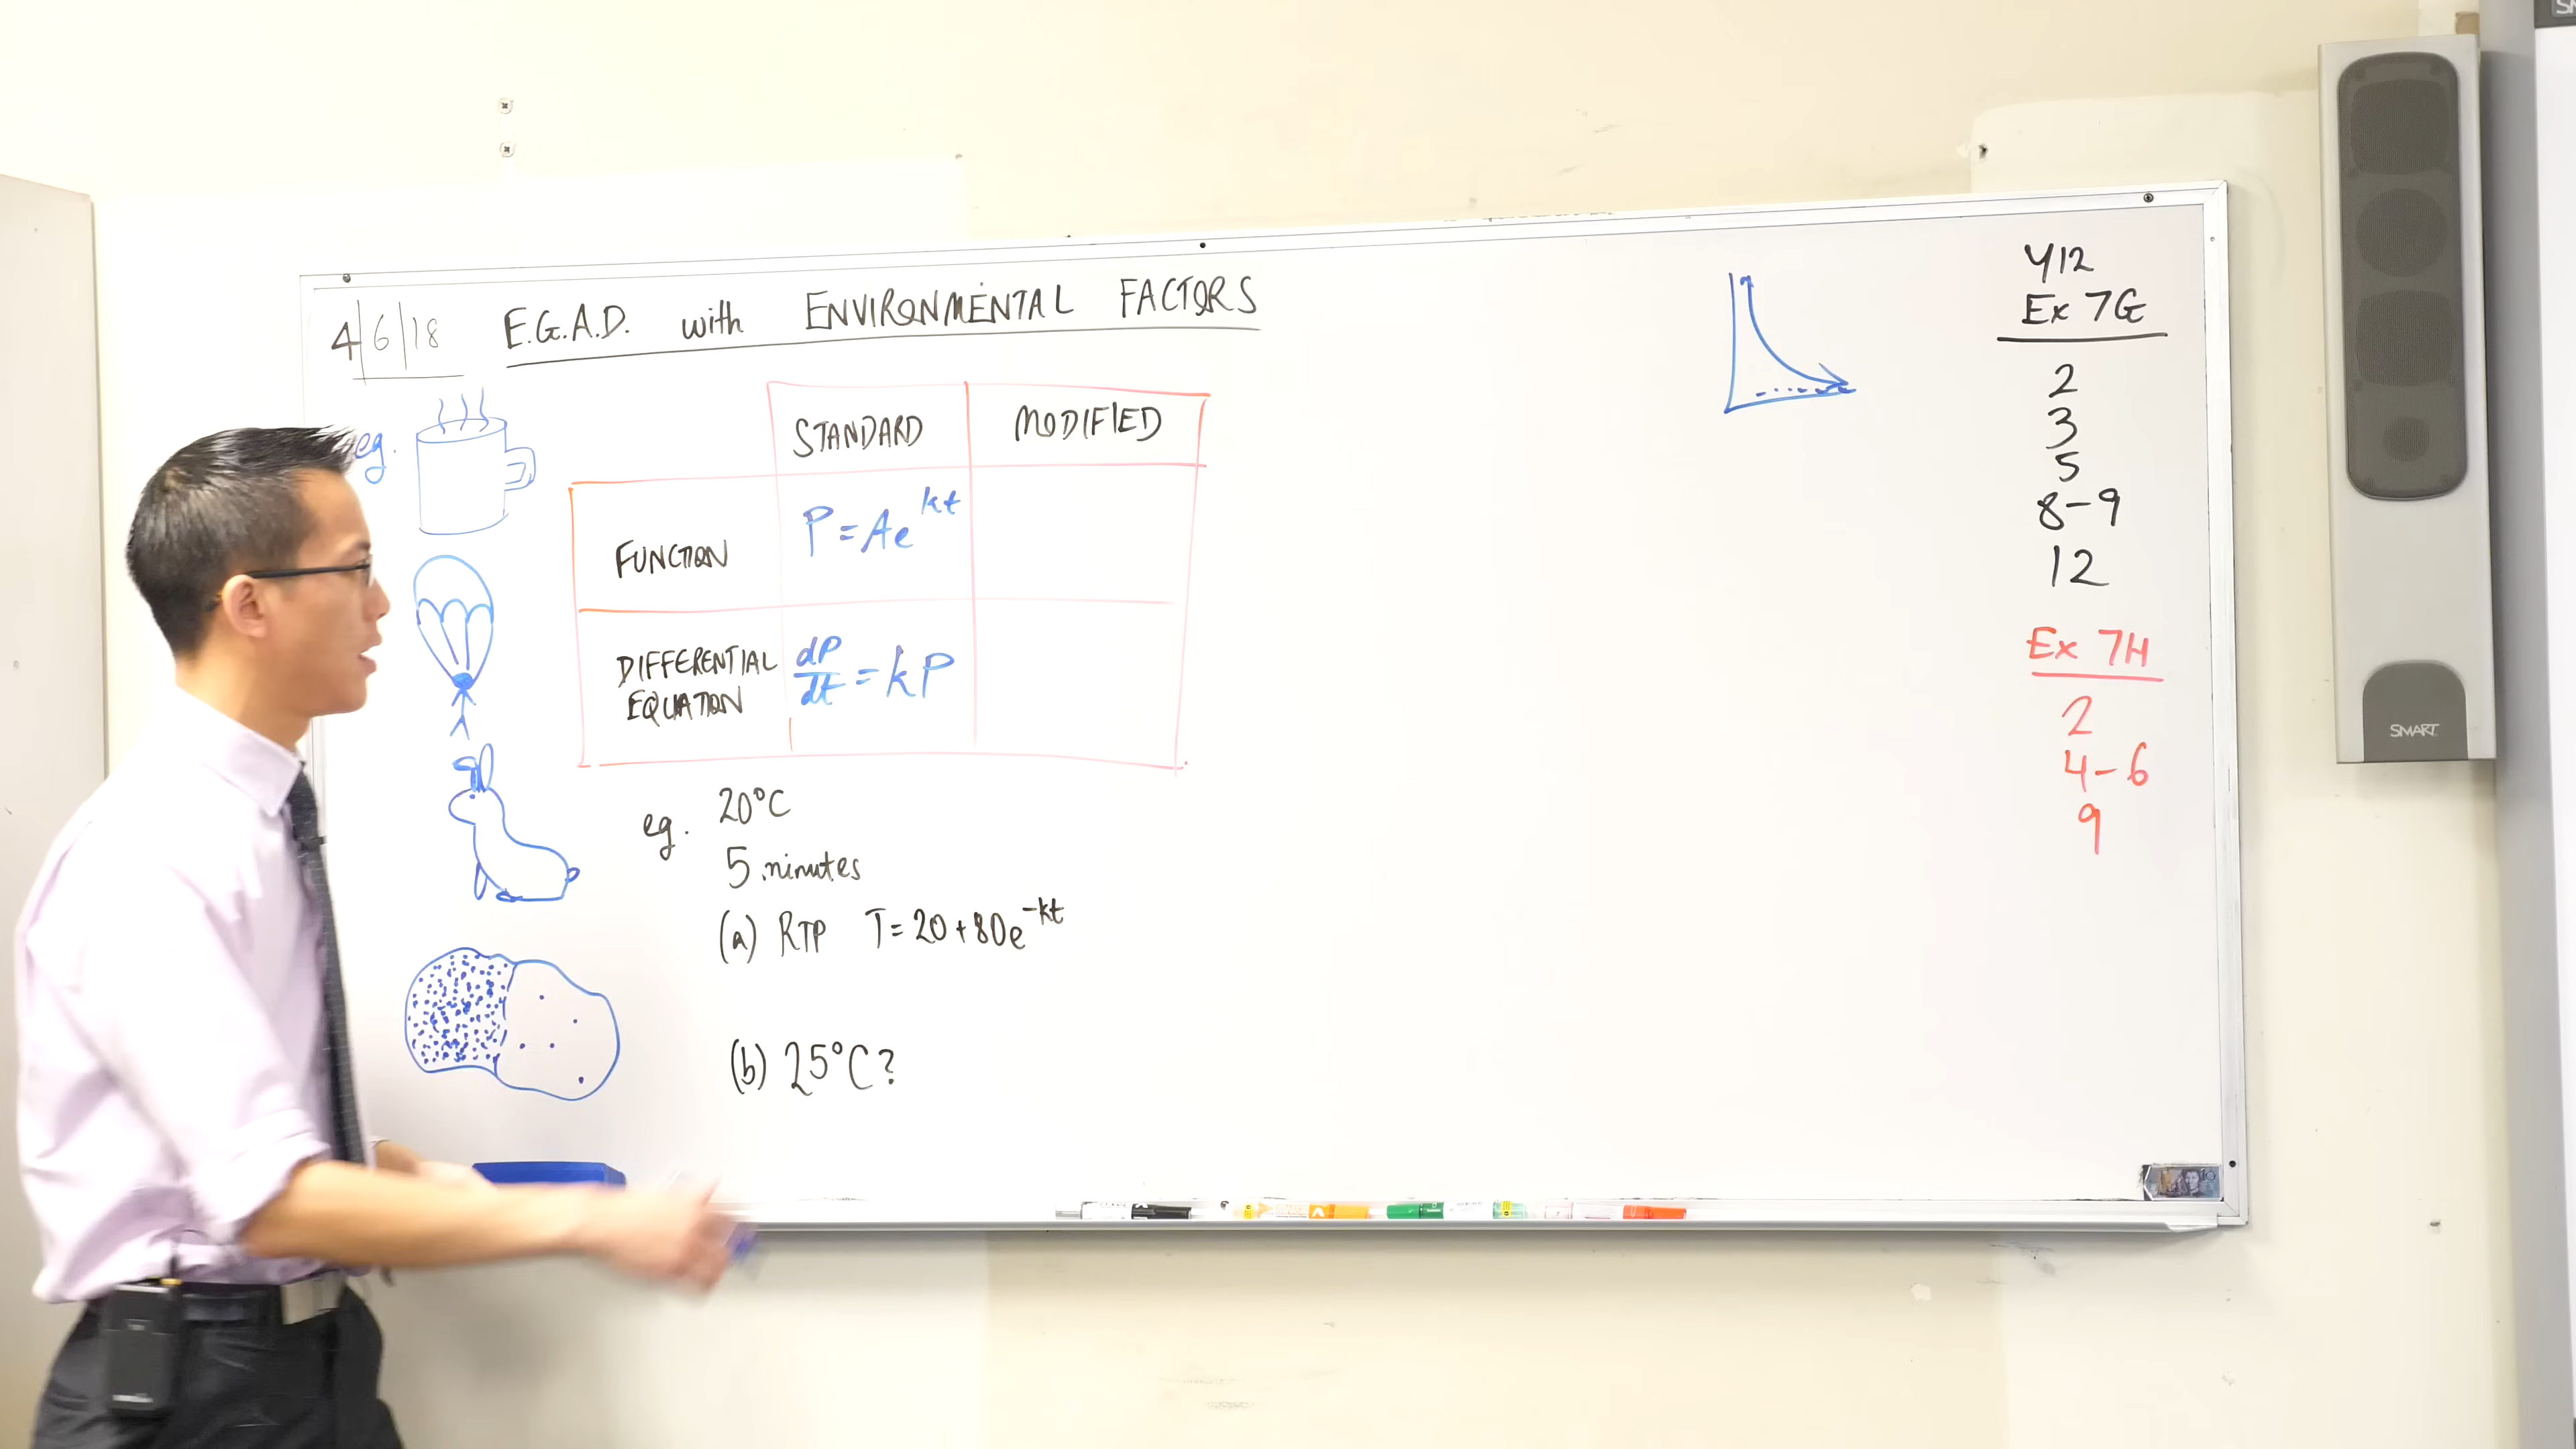 4/6/18 E.G.A.D. with ENVIRONMENTAL FACTORS
eg.
STANDARD MODIFIED
FUNCTION P = Ae^kt
DIFFERENTIAL EQUATION dP/dt = kP
eg. 20°C
5 minutes
(a) RTP T = 20 + 80e^-kt
(b) 25°C?
Y12
Ex 7G
2
3
5
8-9
12
Ex 7H
2
4-6
9
SMART